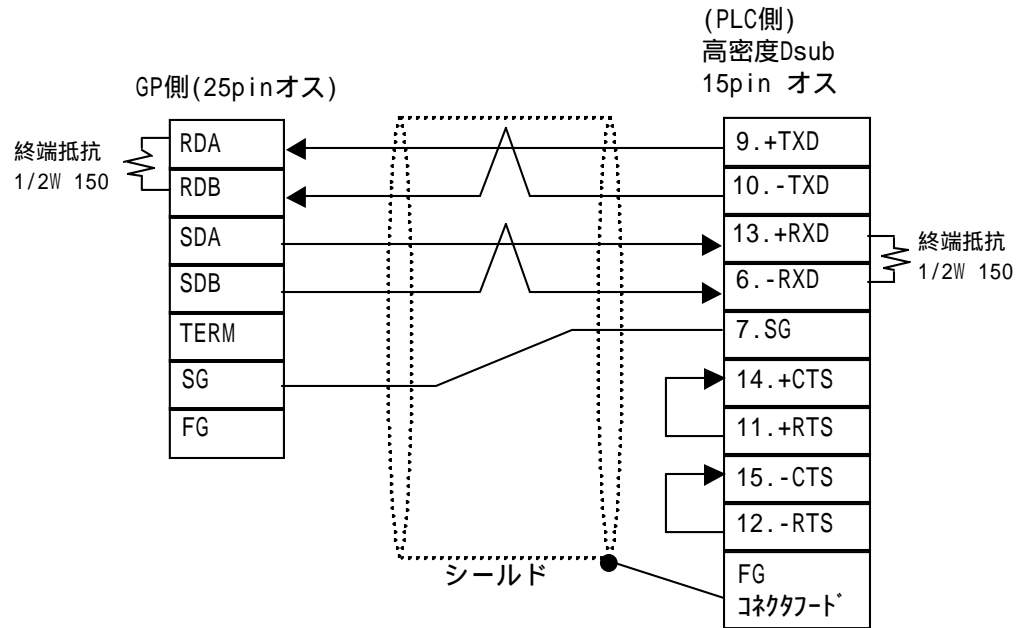 (PLC側)
高密度Dsub
15pin オス
GP側(25pinオス)
終端抵抗
1/2W 150
RDA
RDB
SDA
SDB
TERM
SG
FG
9.+TXD
10.-TXD
13.+RXD
6.-RXD
7.SG
14.+CTS
11.+RTS
15.-CTS
12.-RTS
FG
ｺﾈｸﾀﾌｰﾄﾞ
終端抵抗
1/2W 150
シールド